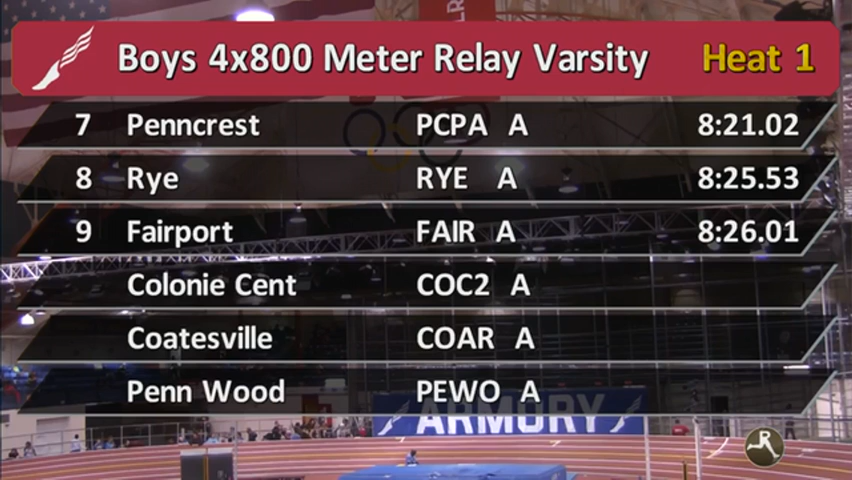 Boys 4x800 Meter Relay Varsity Heat 1
7 Penncrest PCPA A 8:21.02
8 Rye RYE A 8:25.53
9 Fairport FAIR A 8:26.01
Colonie Cent COC2 A
Coatesville COAR A
Penn Wood PEWO A
ARMORY
R